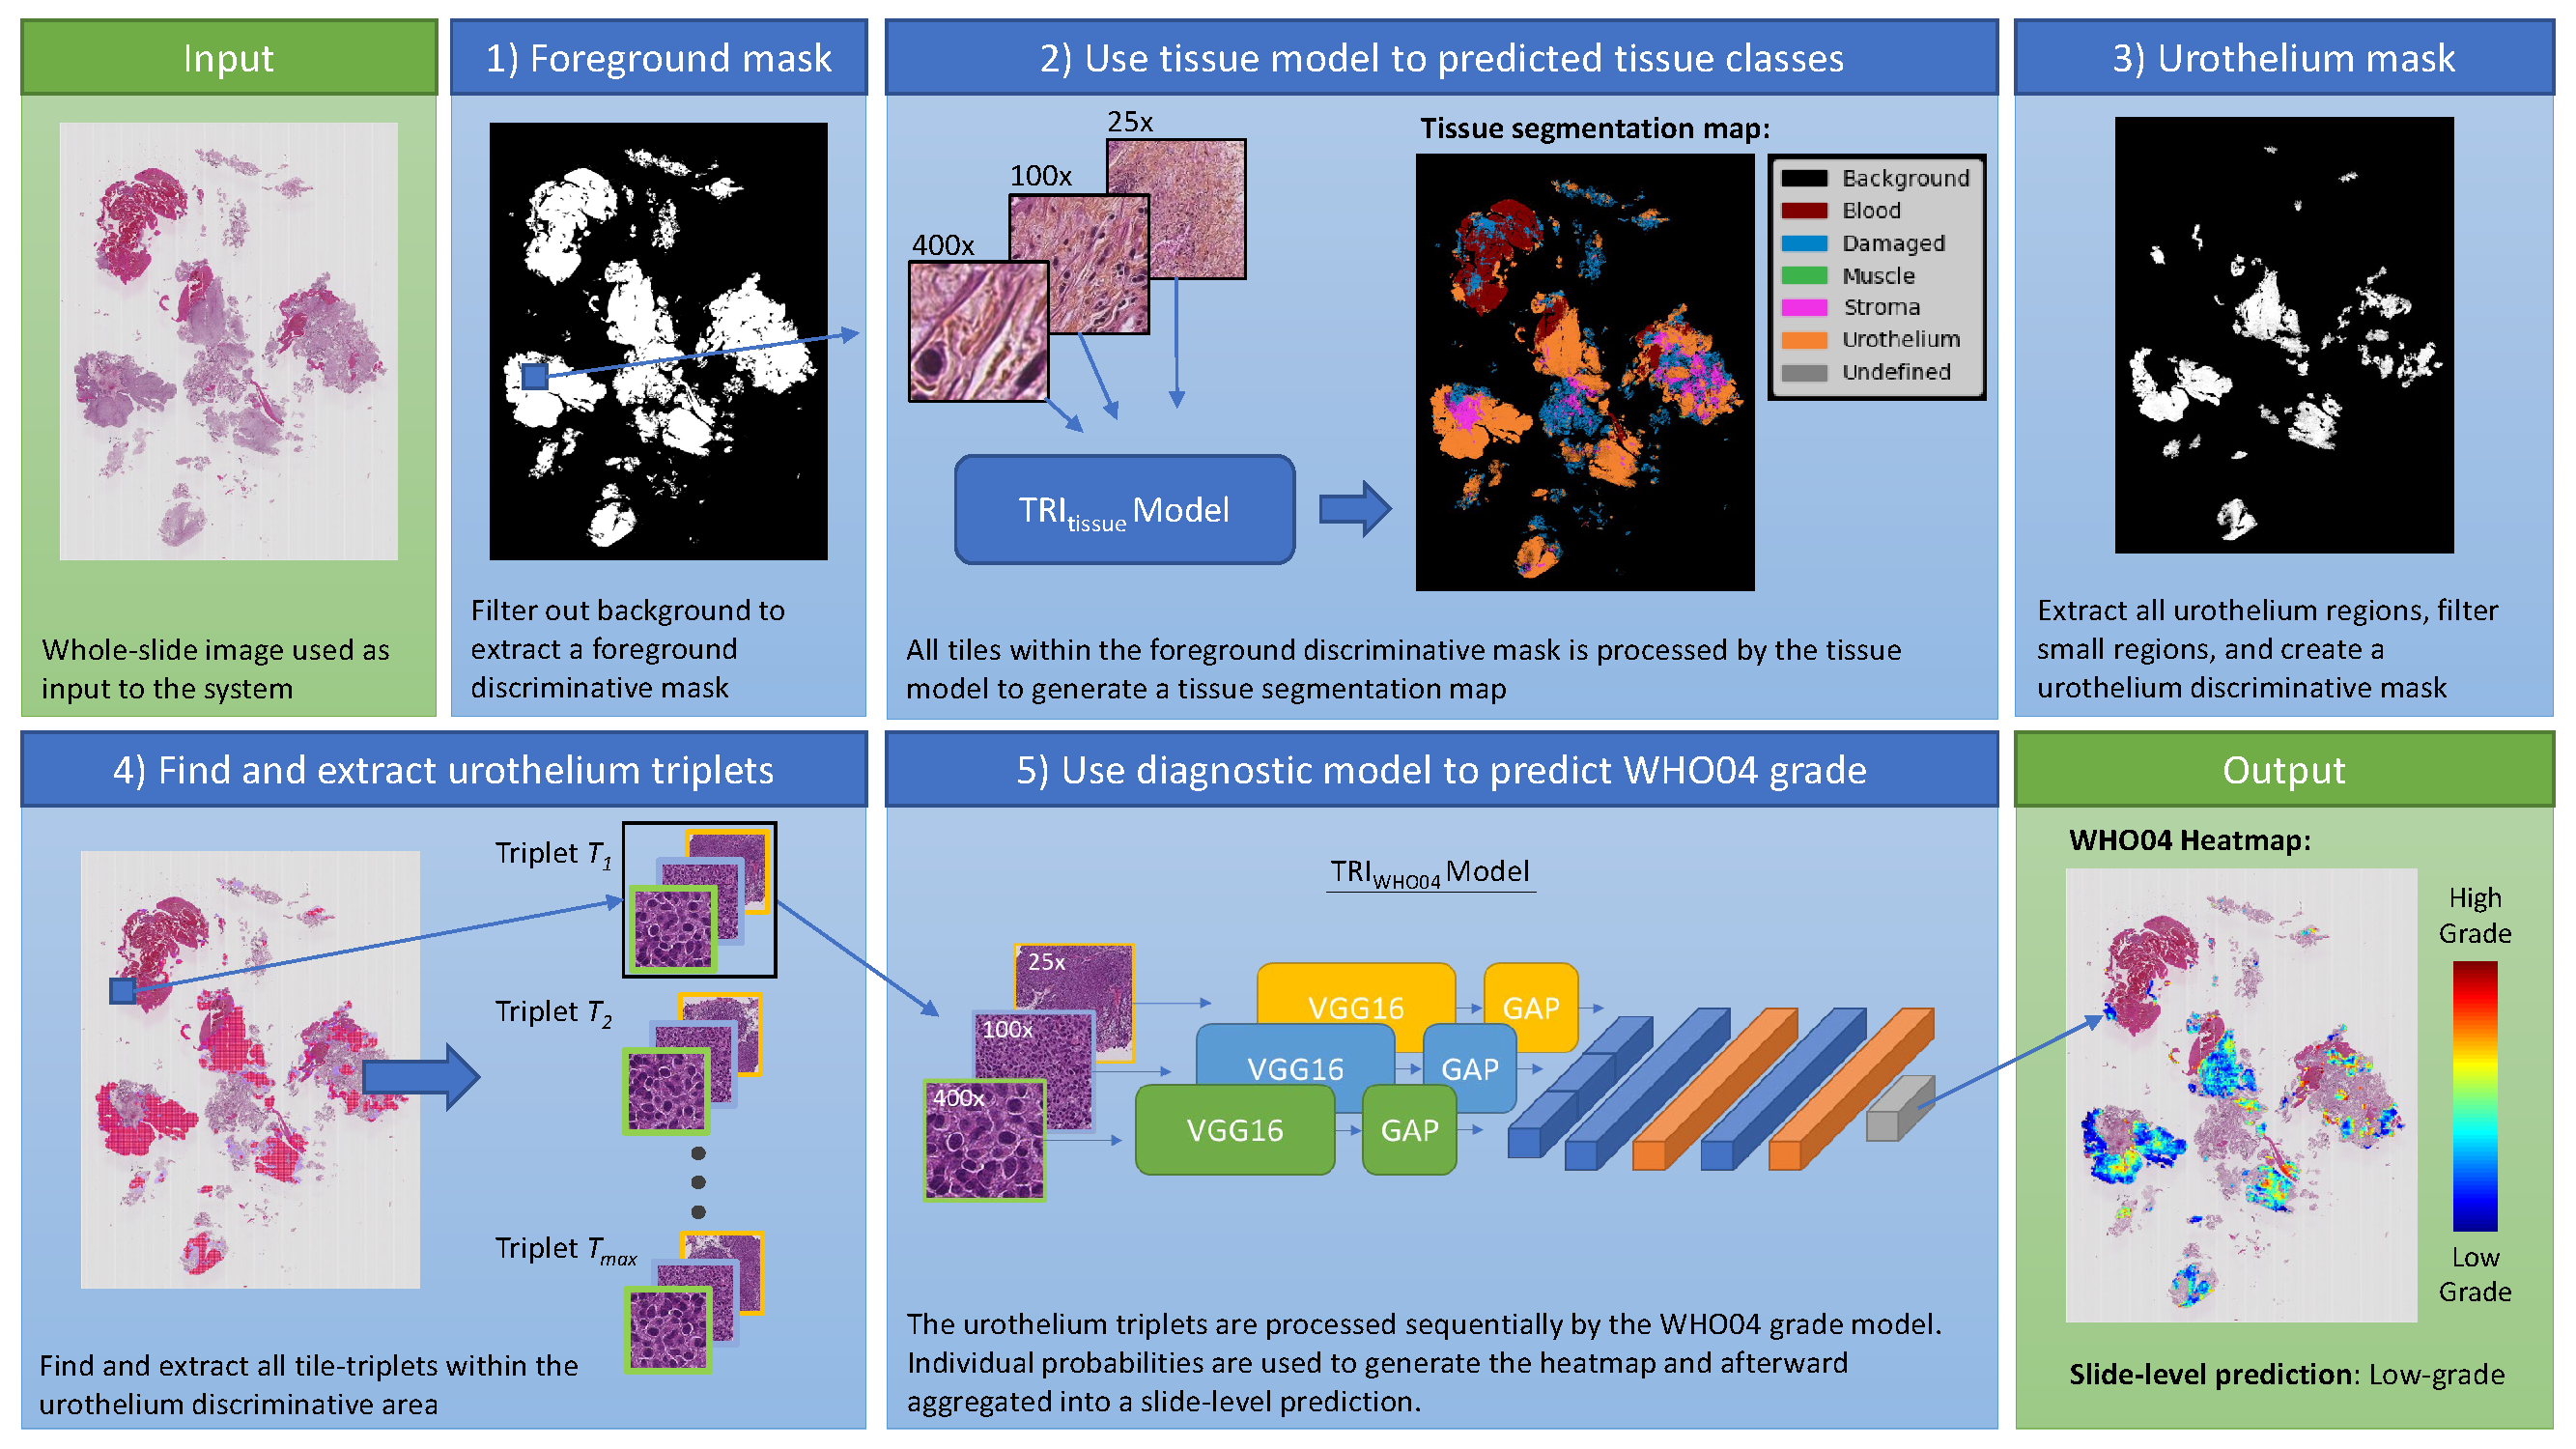 Input
Whole-slide image used as
input to the system
1) Foreground mask
Filter out background to
extract a foreground
discriminative mask
2) Use tissue model to predicted tissue classes
25x
100x
400x
TRItissue Model
Tissue segmentation map:
Background
Blood
Damaged
Muscle
Stroma
Urothelium
Undefined
All tiles within the foreground discriminative mask is processed by the tissue
model to generate a tissue segmentation map
3) Urothelium mask
Extract all urothelium regions, filter
small regions, and create a
urothelium discriminative mask
4) Find and extract urothelium triplets
Triplet T1
Triplet T2
Triplet Tmax
Find and extract all tile-triplets within the
urothelium discriminative area
5) Use diagnostic model to predict WHO04 grade
TRIWHO04 Model
25x
100x
400x
VGG16 GAP
VGG16 GAP
VGG16 GAP
The urothelium triplets are processed sequentially by the WHO04 grade model.
Individual probabilities are used to generate the heatmap and afterward
aggregated into a slide-level prediction.
Output
WHO04 Heatmap:
High
Grade
Low
Grade
Slide-level prediction: Low-grade